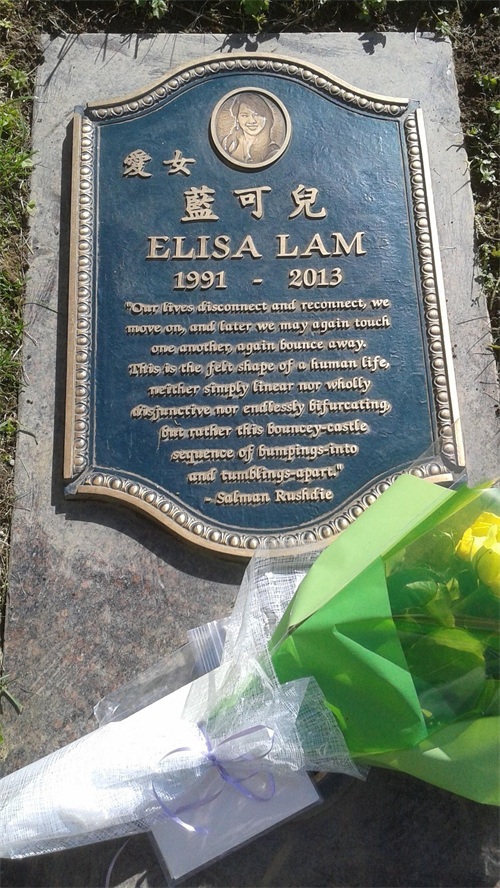 愛女
藍可兒
ELISA LAM
1991 - 2013
"Our lives disconnect and reconnect, we
move on, and later we may again touch
one another, again bounce away.
This is the felt shape of a human life,
neither simply linear nor wholly
disjunctive nor endlessly bifurcating,
but rather this bouncey-castle
sequence of bumpings-into
and tumblings-apart."
- Salman Rushdie